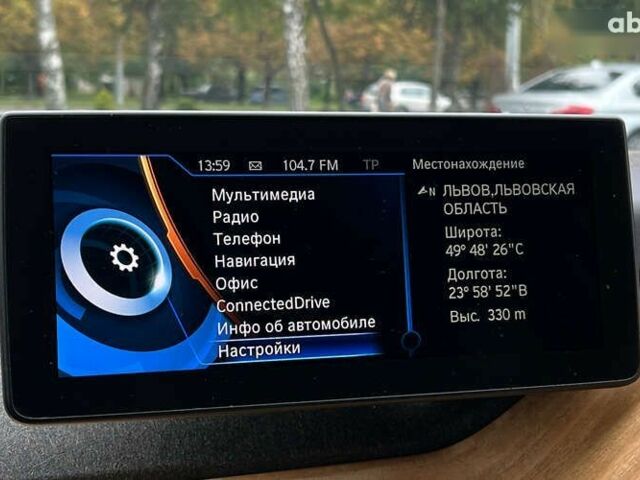 ab
13:59 104.7 FM TP
Мультимедиа
Радио
Телефон
Навигация
Офис
ConnectedDrive
Инфо об автомобиле
Настройки
Местонахождение
N ЛЬВОВ,ЛЬВОВСКАЯ
ОБЛАСТЬ
Широта:
49° 48' 26"С
Долгота:
23° 58' 52"В
Выс. 330 m